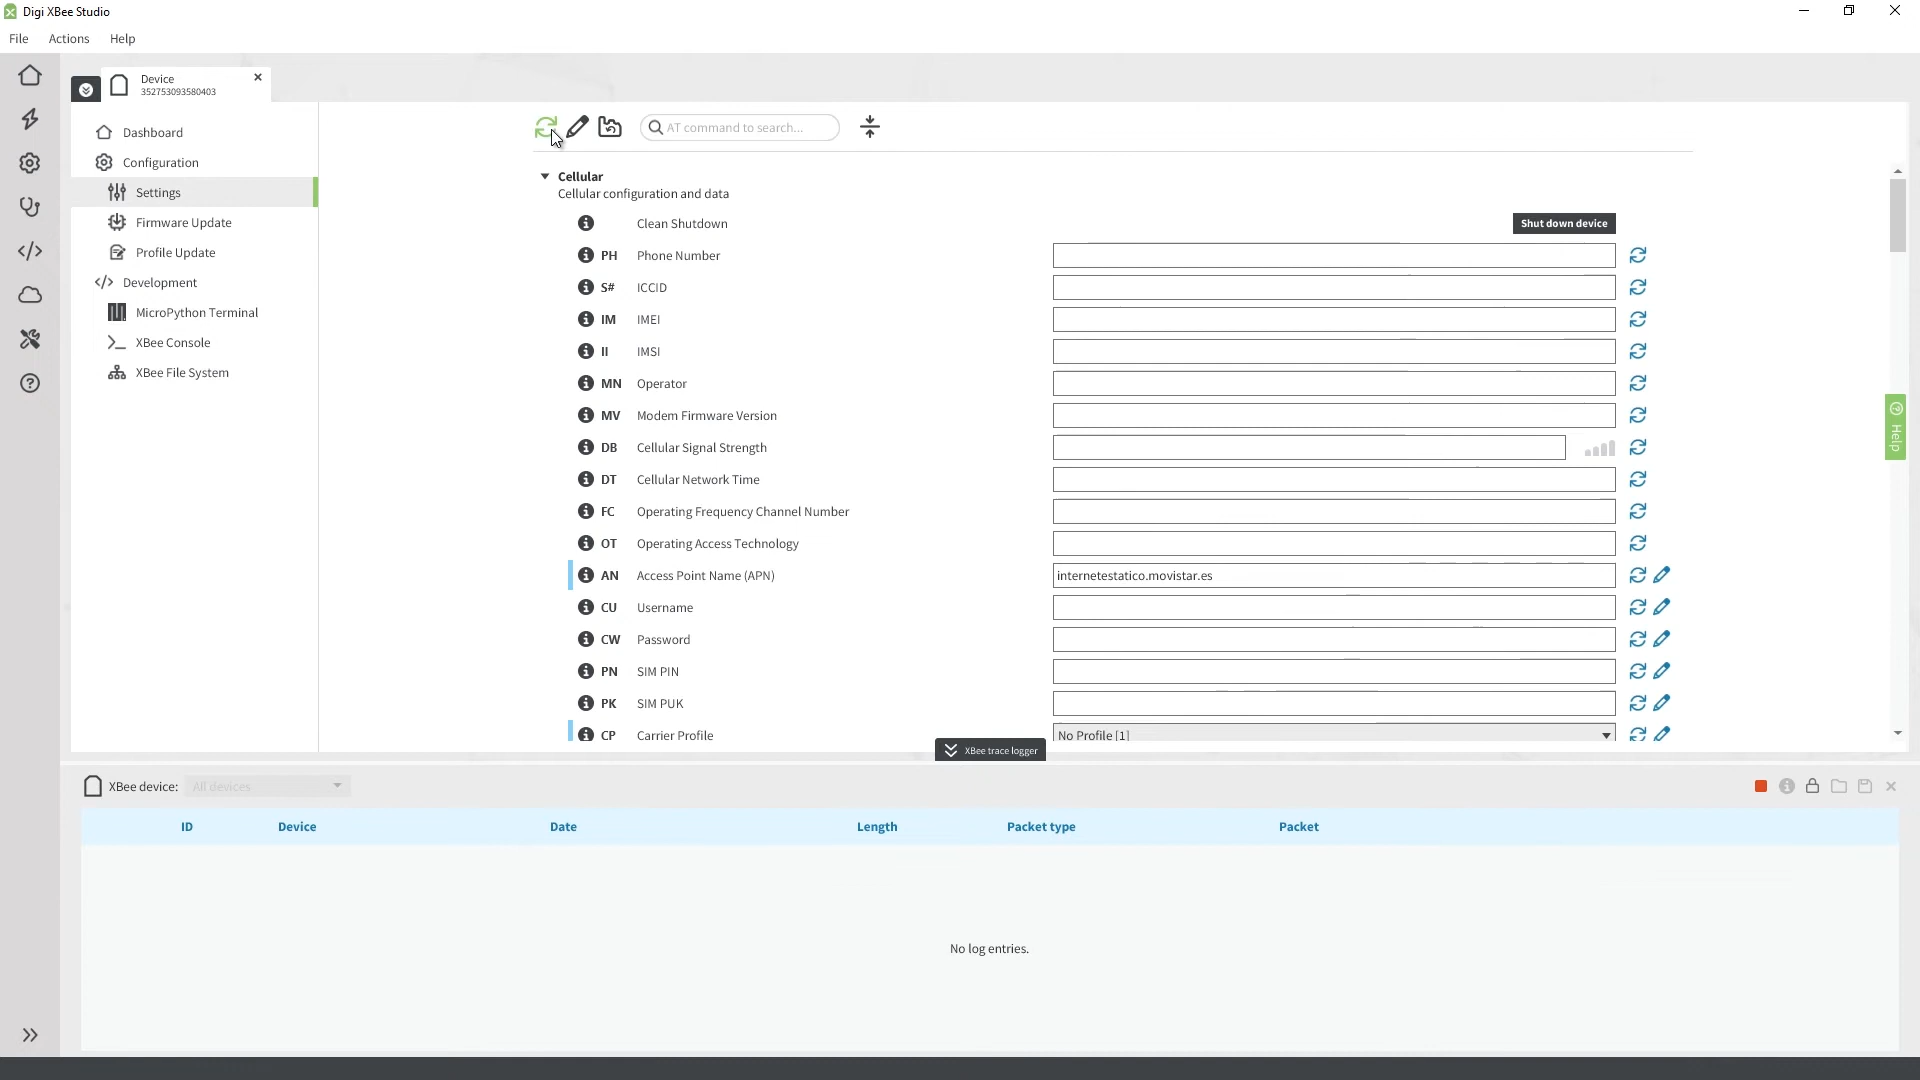 Digi XBee Studio
File Actions Help
Device
352753093580403
Dashboard
Configuration
Settings
Firmware Update
Profile Update
Development
MicroPython Terminal
XBee Console
XBee File System
AT command to search...
Cellular
Cellular configuration and data
Clean Shutdown Shut down device
PH Phone Number
S# ICCID
IM IMEI
II IMSI
MN Operator
MV Modem Firmware Version
DB Cellular Signal Strength
DT Cellular Network Time
FC Operating Frequency Channel Number
OT Operating Access Technology
AN Access Point Name (APN) internetestatico.movistar.es
CU Username
CW Password
PN SIM PIN
PK SIM PUK
CP Carrier Profile No Profile [1]
Help
XBee trace logger
XBee device: All devices
ID Device Date Length Packet type Packet
No log entries.